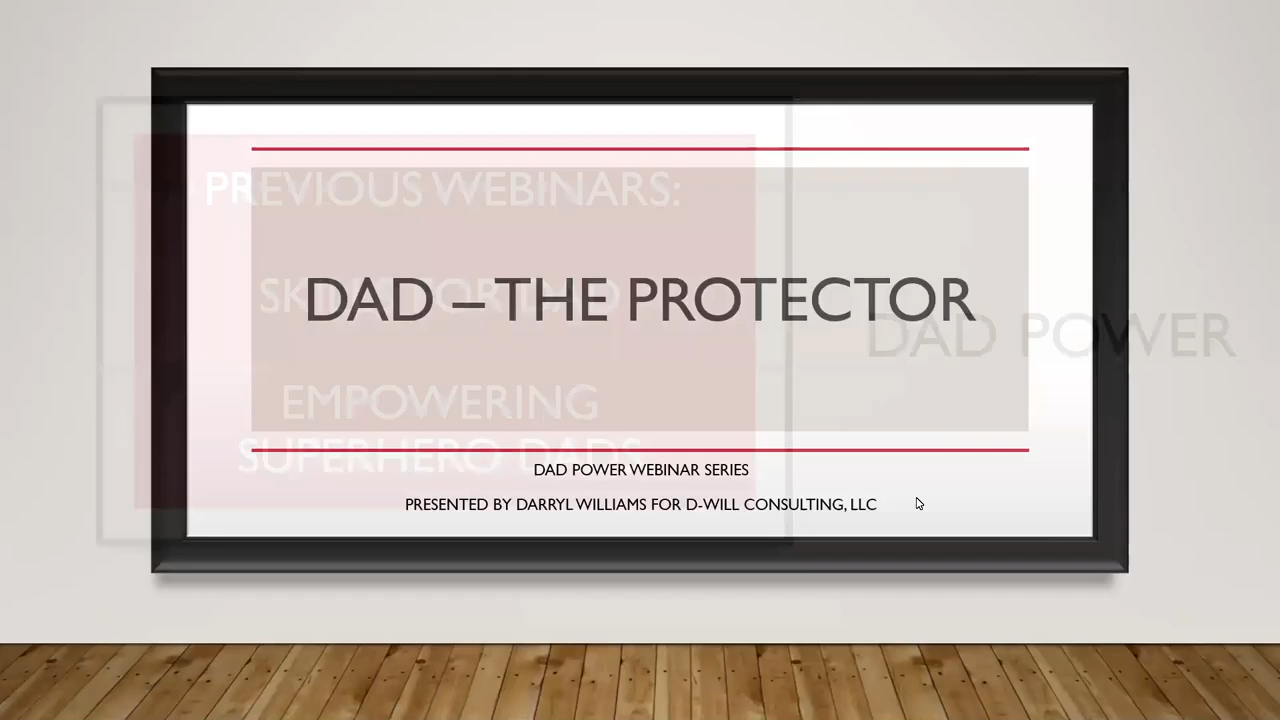 PREVIOUS WEBINARS:
DAD – THE PROTECTOR
DAD POWER
EMPOWERING
SUPERHERO DADS
DAD POWER WEBINAR SERIES
PRESENTED BY DARRYL WILLIAMS FOR D-WILL CONSULTING, LLC